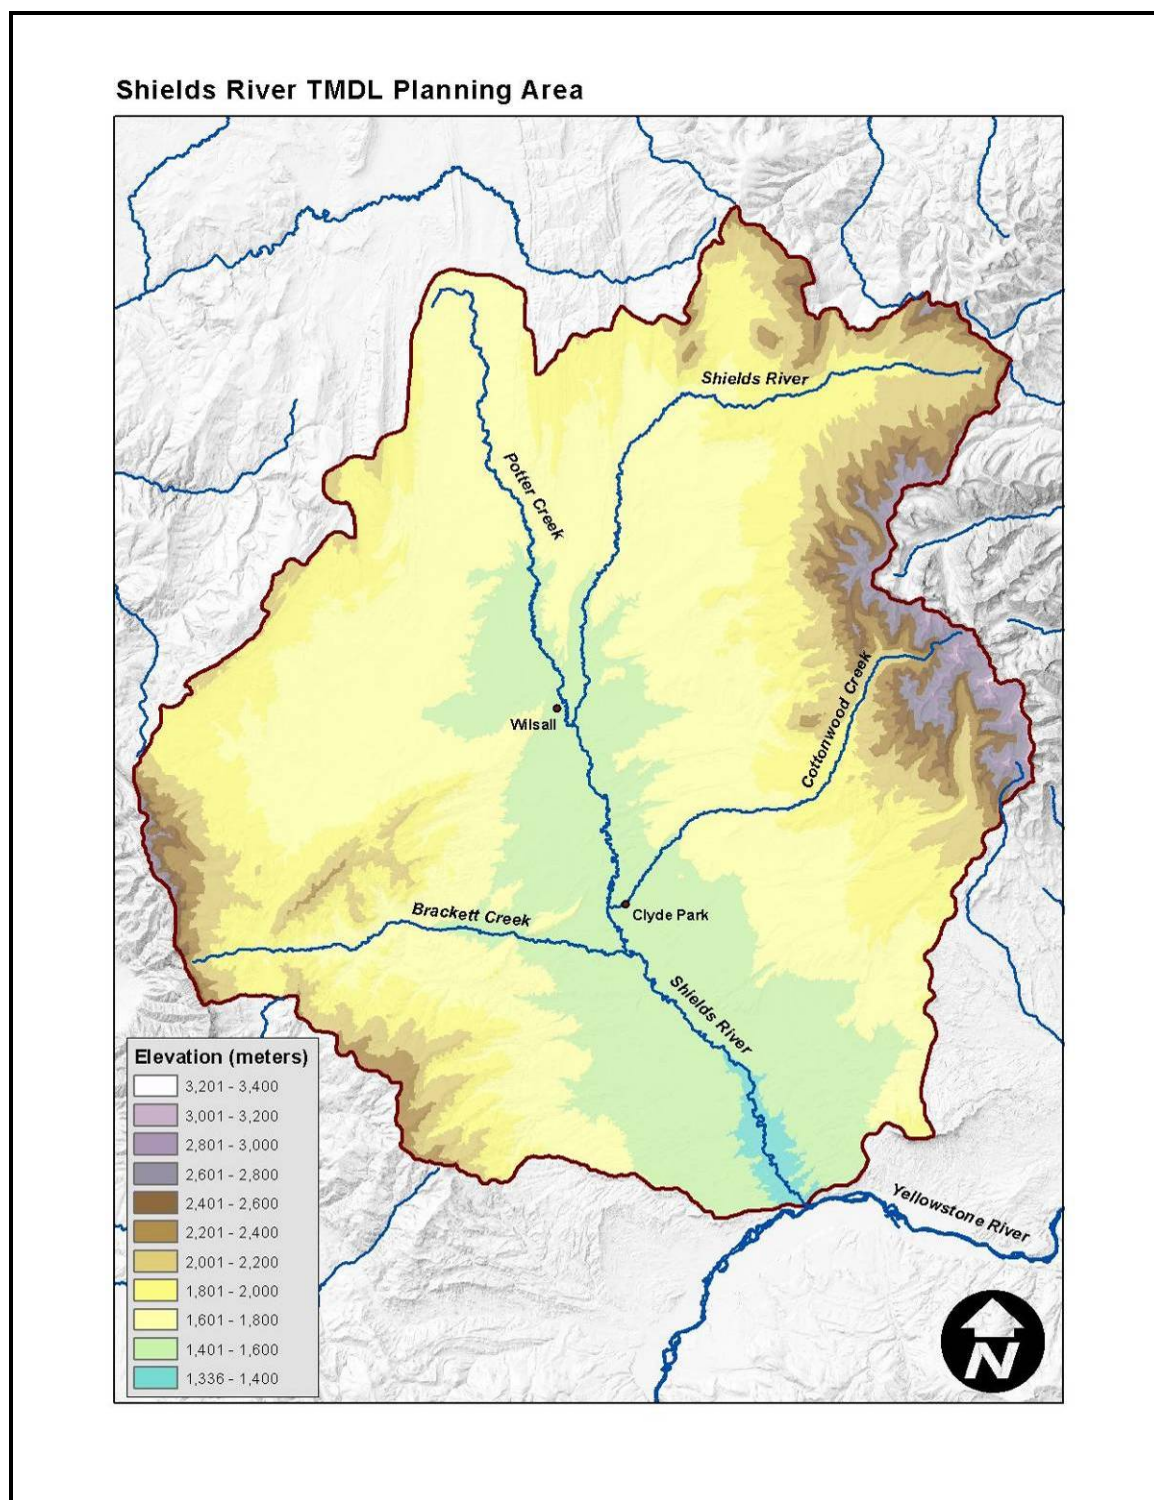 Shields River TMDL Planning Area
Shields River
Potter Creek
Cottonwood Creek
Wilsall
Clyde Park
Brackett Creek
Shields River
Yellowstone River
Elevation (meters)
3,201 - 3,400
3,001 - 3,200
2,801 - 3,000
2,601 - 2,800
2,401 - 2,600
2,201 - 2,400
2,001 - 2,200
1,801 - 2,000
1,601 - 1,800
1,401 - 1,600
1,336 - 1,400
N